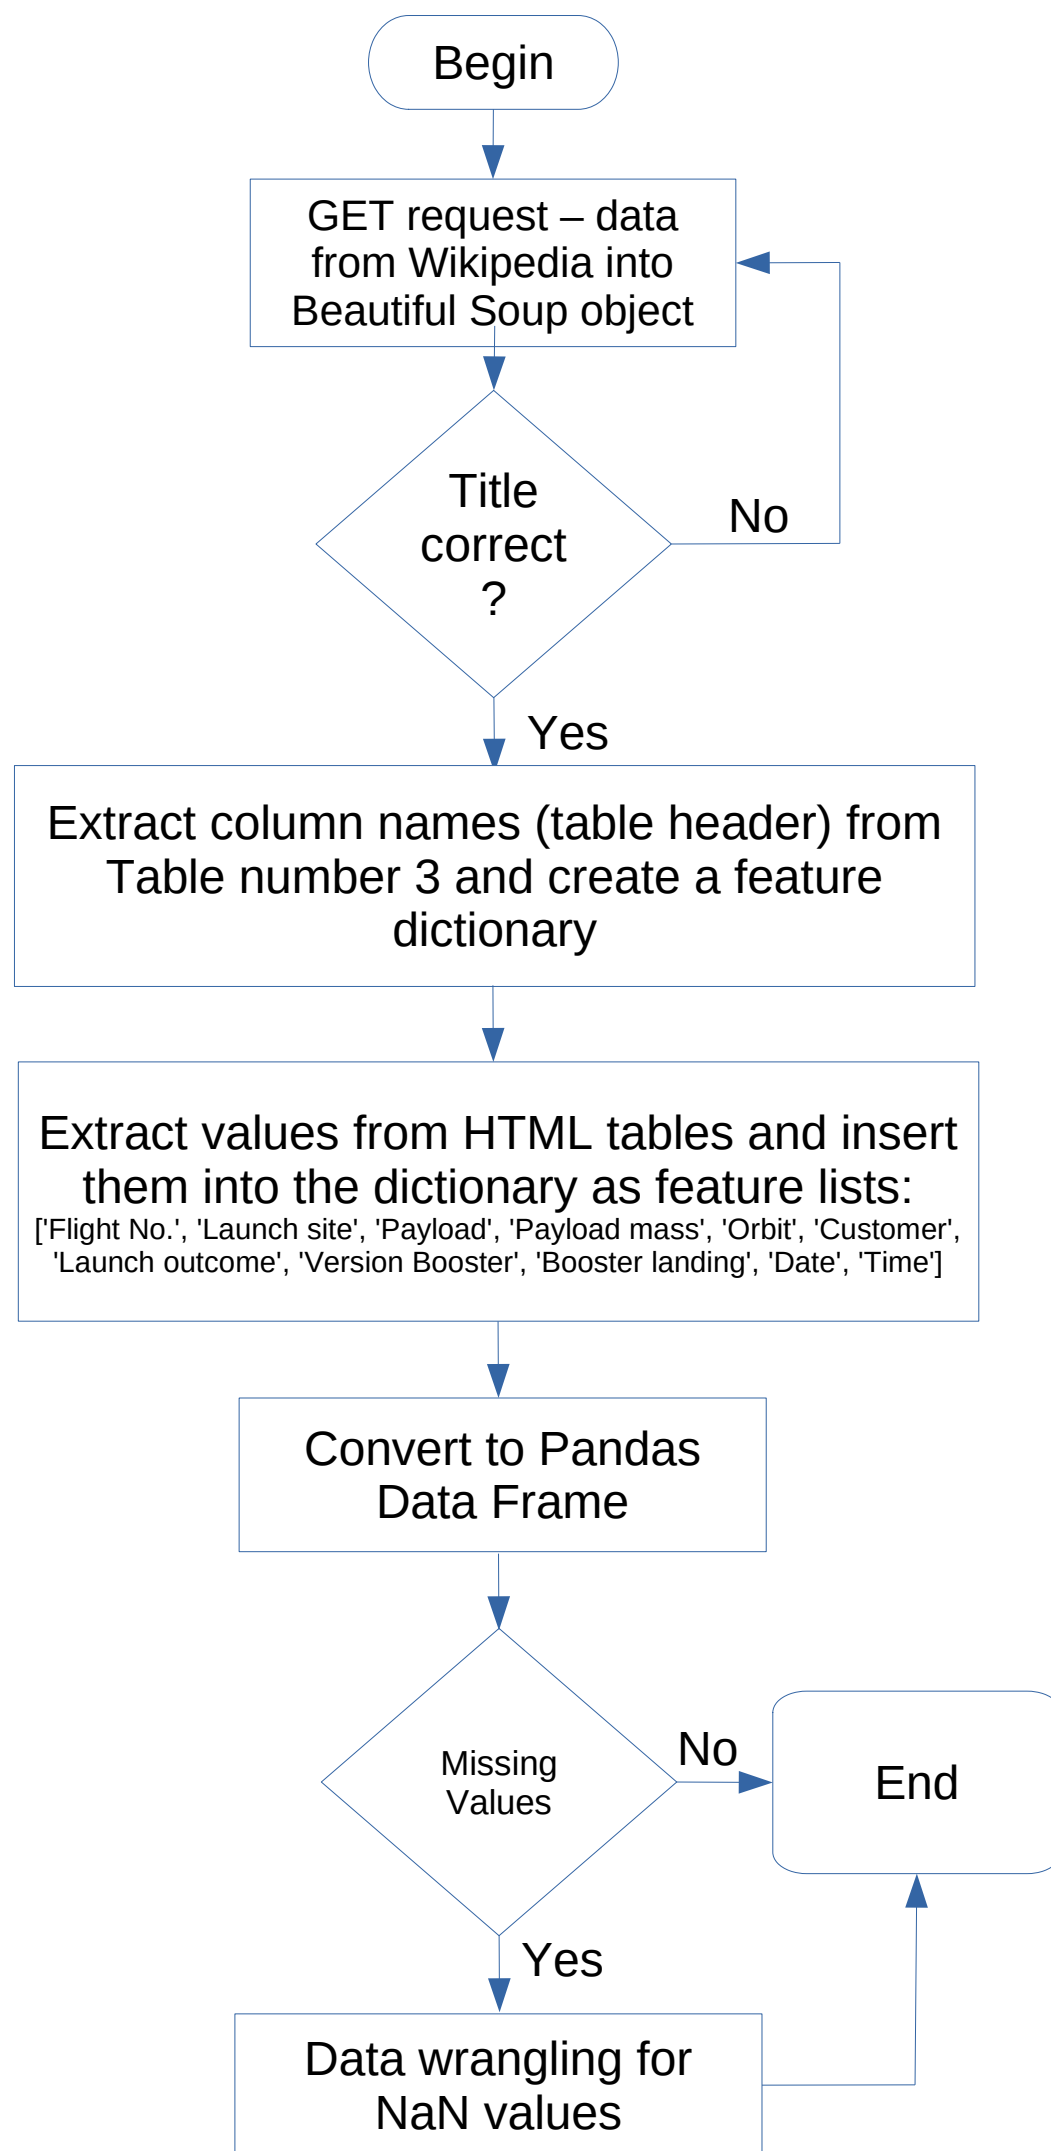 Begin
GET request – data
from Wikipedia into
Beautiful Soup object
Title
correct
?
No
Yes
Extract column names (table header) from
Table number 3 and create a feature
dictionary
Extract values from HTML tables and insert
them into the dictionary as feature lists:
['Flight No.', 'Launch site', 'Payload', 'Payload mass', 'Orbit', 'Customer',
'Launch outcome', 'Version Booster', 'Booster landing', 'Date', 'Time']
Convert to Pandas
Data Frame
Missing
Values
No
End
Yes
Data wrangling for
NaN values